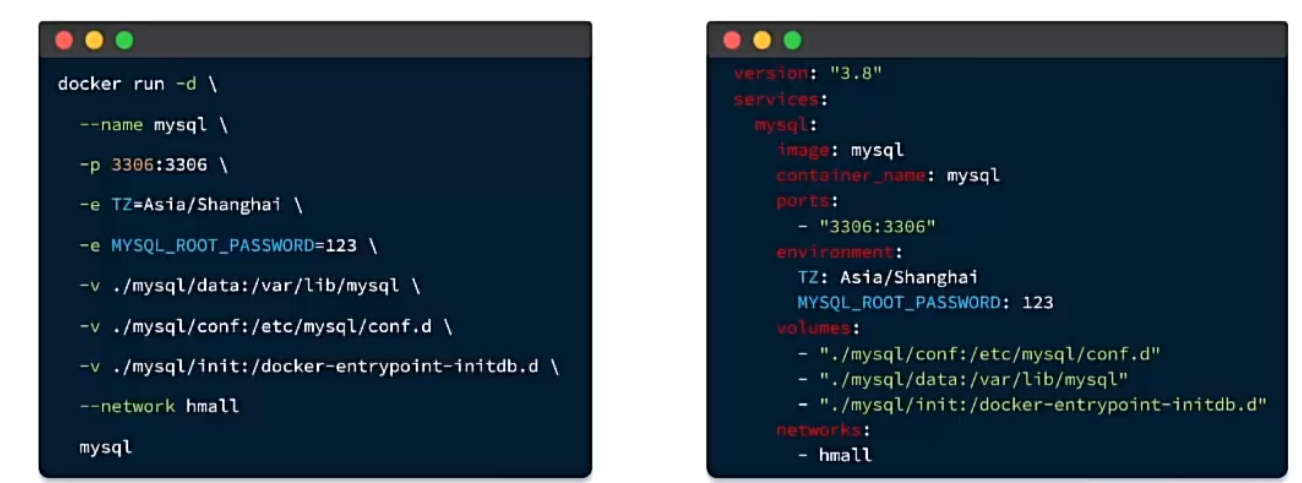 docker run -d \
--name mysql \
-p 3306:3306 \
-e TZ=Asia/Shanghai \
-e MYSQL_ROOT_PASSWORD=123 \
-v ./mysql/data:/var/lib/mysql \
-v ./mysql/conf:/etc/mysql/conf.d \
-v ./mysql/init:/docker-entrypoint-initdb.d \
--network hmall
mysql
version: "3.8"
services:
  mysql:
    image: mysql
    container_name: mysql
    ports:
      - "3306:3306"
    environment:
      TZ: Asia/Shanghai
      MYSQL_ROOT_PASSWORD: 123
    volumes:
      - "./mysql/conf:/etc/mysql/conf.d"
      - "./mysql/data:/var/lib/mysql"
      - "./mysql/init:/docker-entrypoint-initdb.d"
    networks:
      - hmall